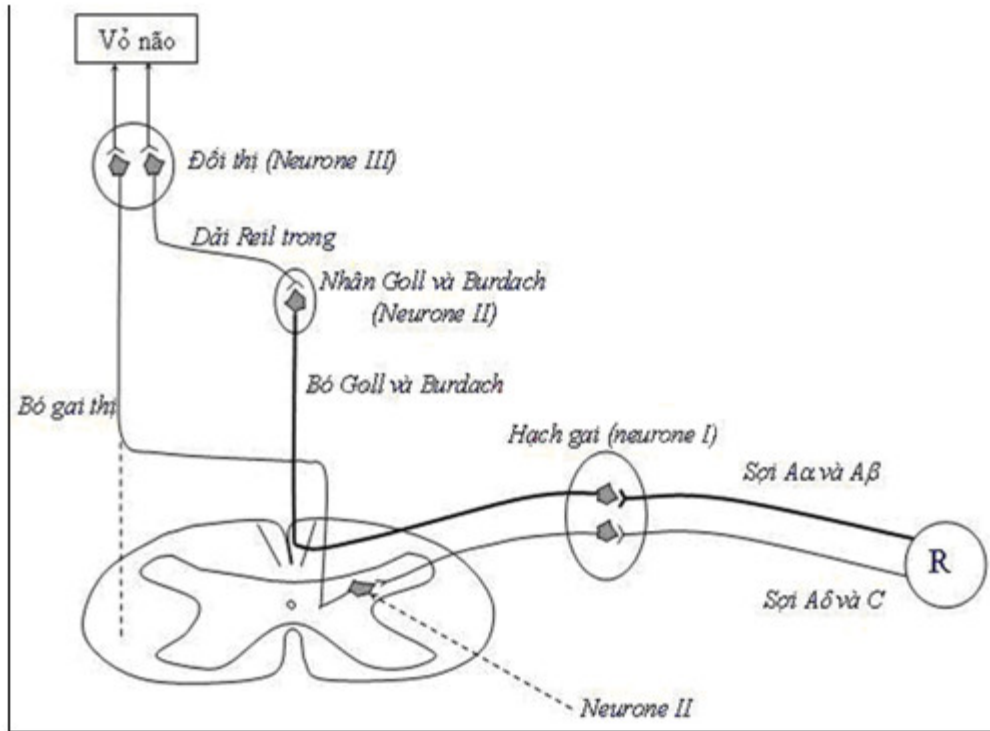 Vỏ não
Đồi thị (Neurone III)
Dải Reil trong
Nhân Goll và Burdach
(Neurone II)
Bó Goll và Burdach
Bó gai thị
Hạch gai (neurone I)
Sợi Aα và Aβ
R
Sợi Aδ và C
Neurone II